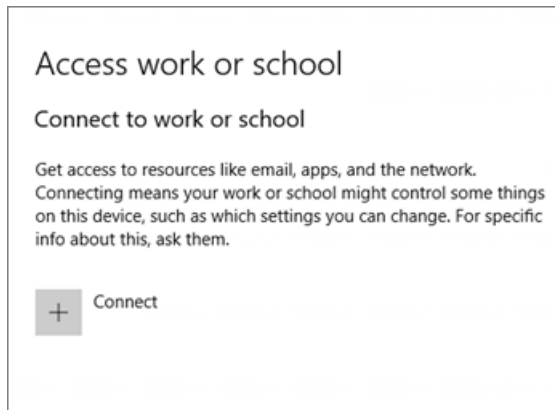 Access work or school
Connect to work or school
Get access to resources like email, apps, and the network.
Connecting means your work or school might control some things
on this device, such as which settings you can change. For specific
info about this, ask them.
Connect